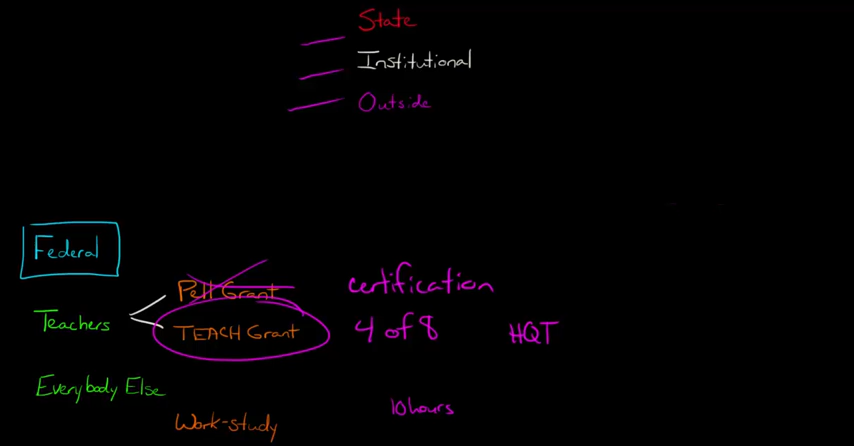 State
Institutional
Outside
Federal
Pell Grant
certification
Teachers
TEACH Grant
4 of 8
HQT
Everybody Else
10 hours
Work-study